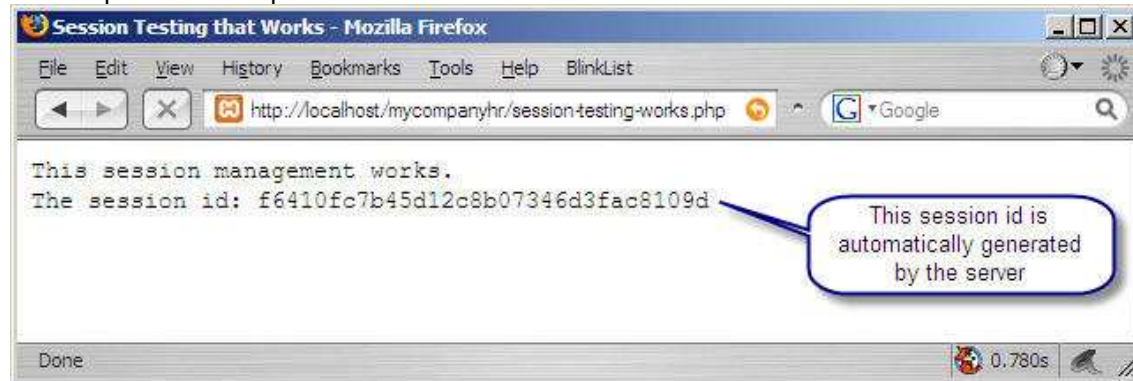 Session Testing that Works - Mozilla Firefox
File Edit View History Bookmarks Tools Help BlinkList
http://localhost/mycompanyhr/session-testing-works.php G Google
This session management works.
The session id: f6410fc7b45d12c8b07346d3fac8109d
This session id is
automatically generated
by the server
Done 0.780s